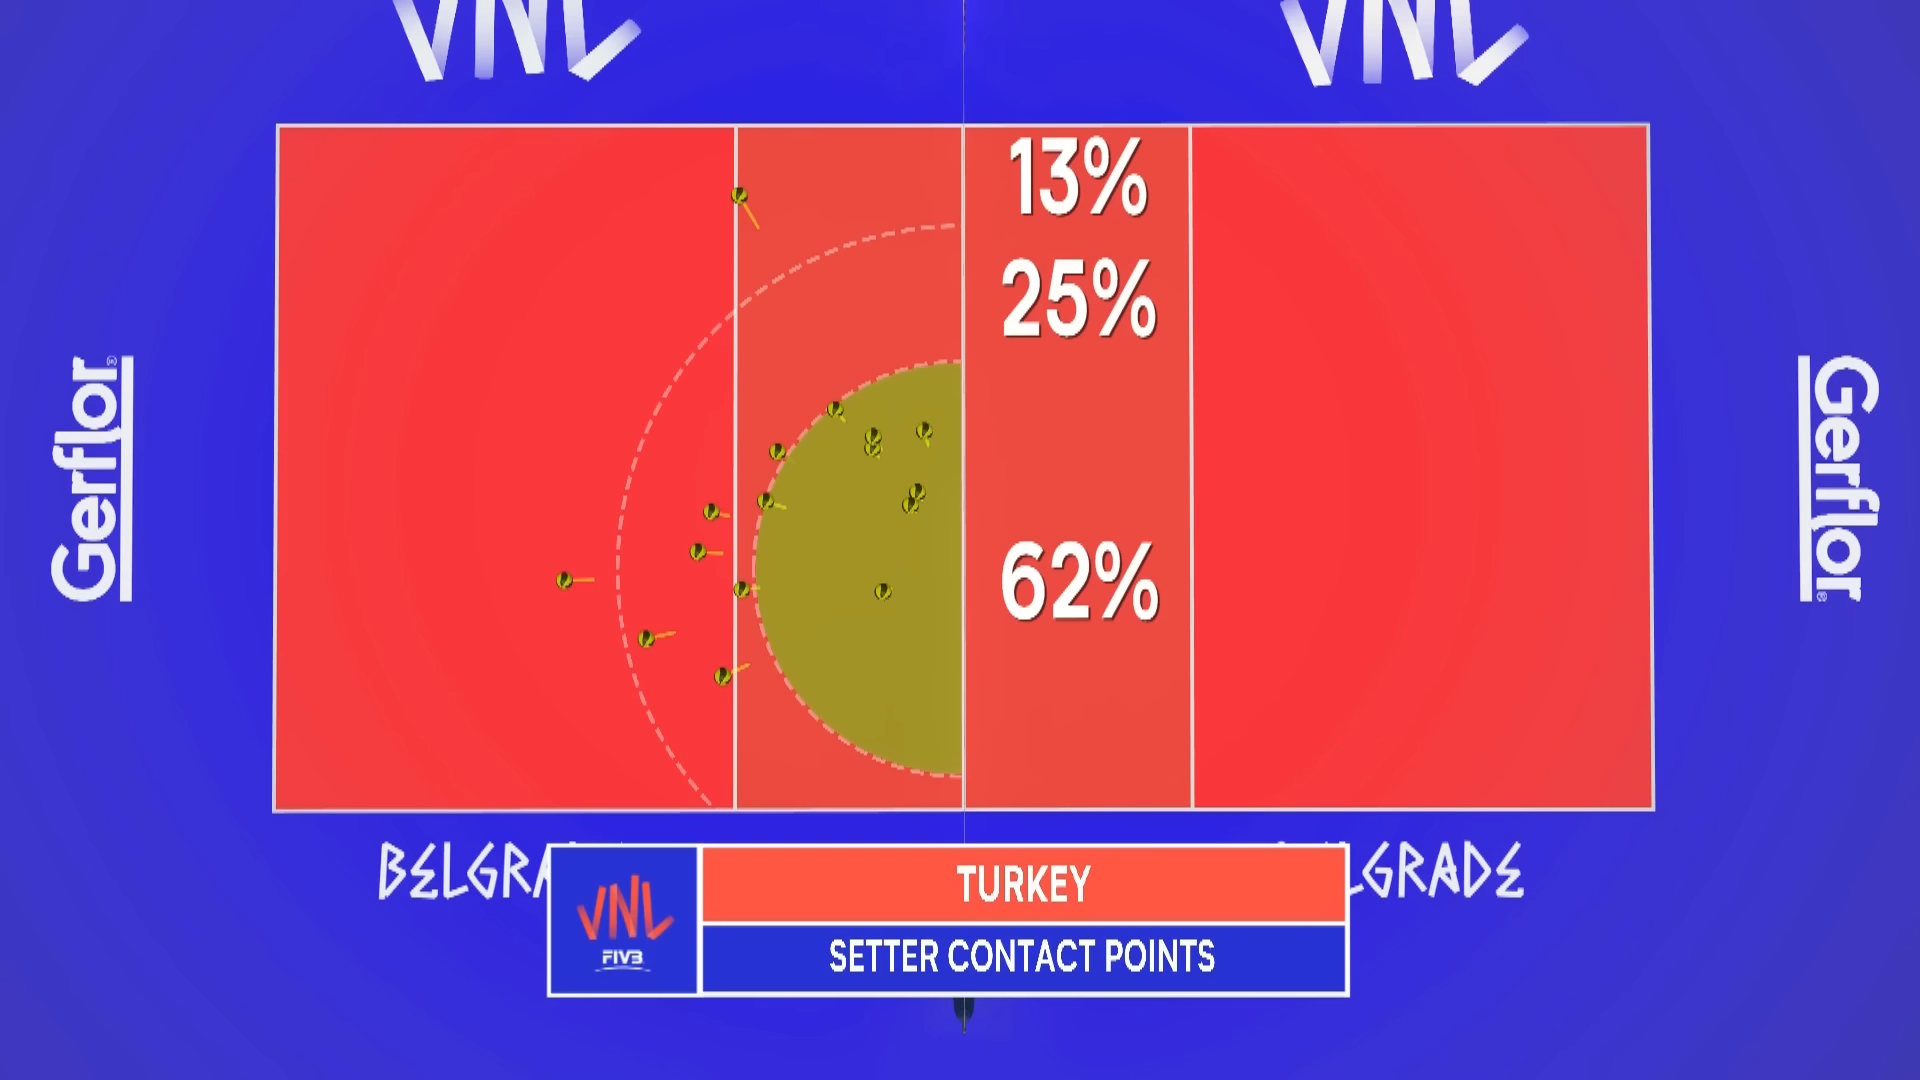 VNL
VNL
13%
25%
62%
Gerflor®
Gerflor®
BELGRA
LGRADE
VNL
FIVB
TURKEY
SETTER CONTACT POINTS